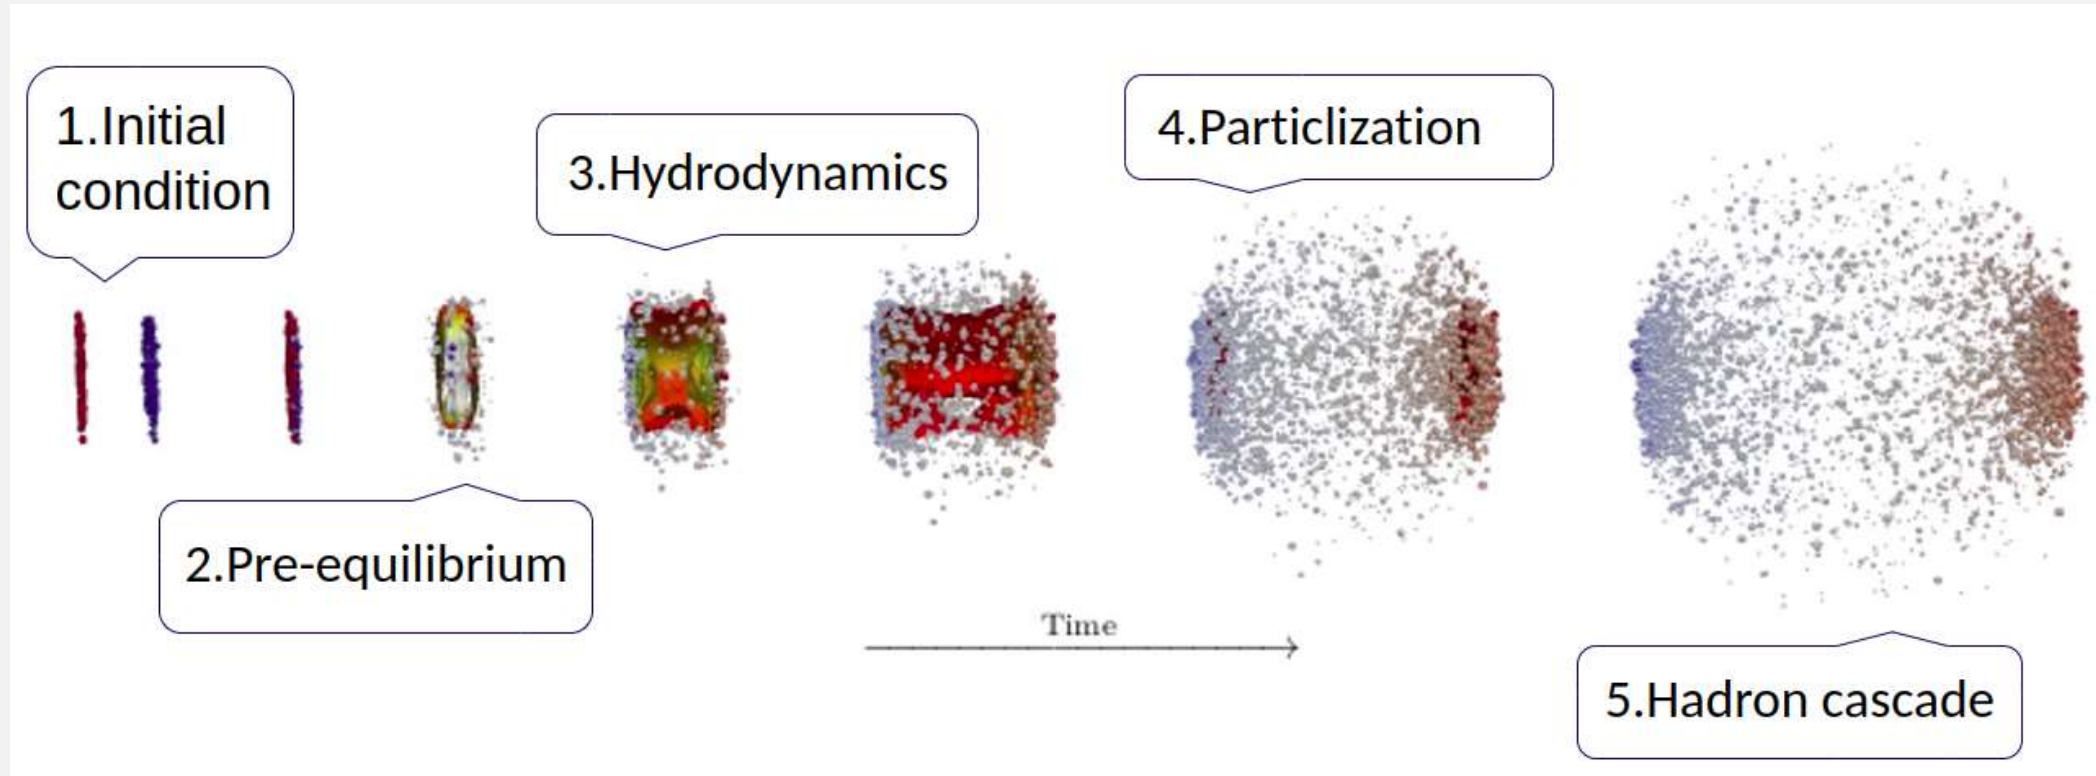 1.Initial
condition
2.Pre-equilibrium
3.Hydrodynamics
4.Particlization
5.Hadron cascade
Time